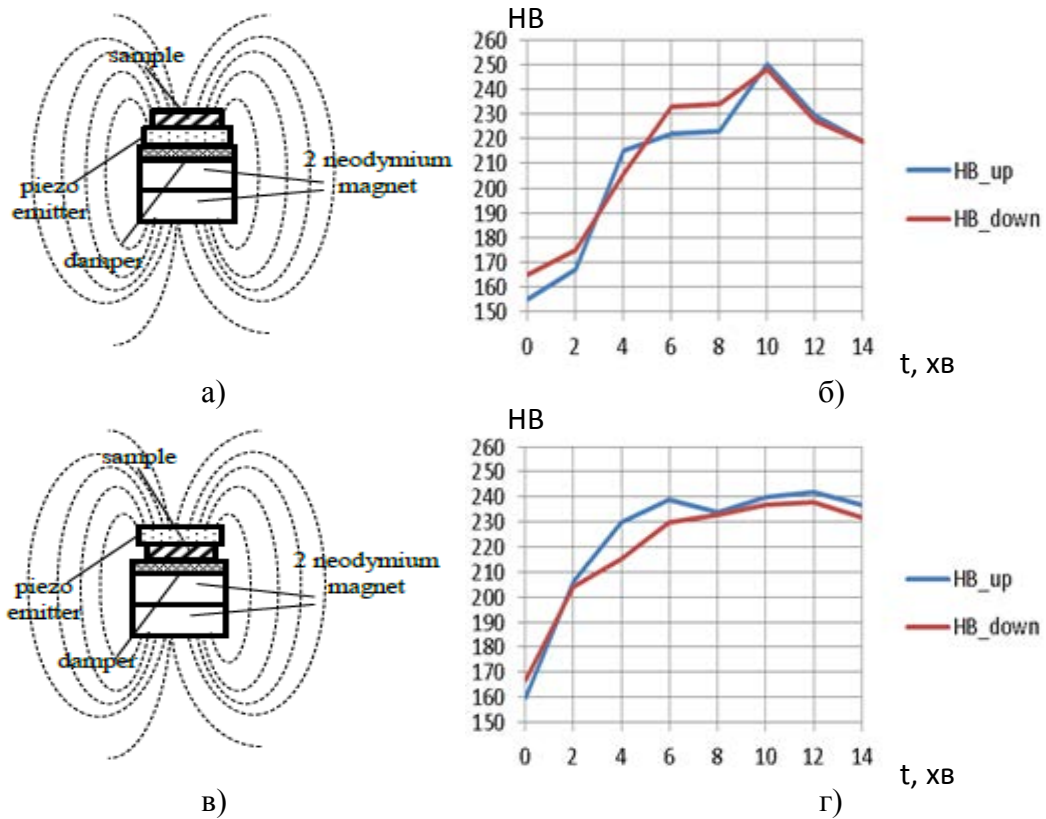 sample
2 neodymium
magnet
piezo
emitter
damper
а)
НВ
260
250
240
230
220
210
200
190
180
170
160
150
0 2 4 6 8 10 12 14
t, хв
HB_up
HB_down
б)
sample
2 neodymium
magnet
piezo
emitter
damper
в)
НВ
260
250
240
230
220
210
200
190
180
170
160
150
0 2 4 6 8 10 12 14
t, хв
HB_up
HB_down
г)